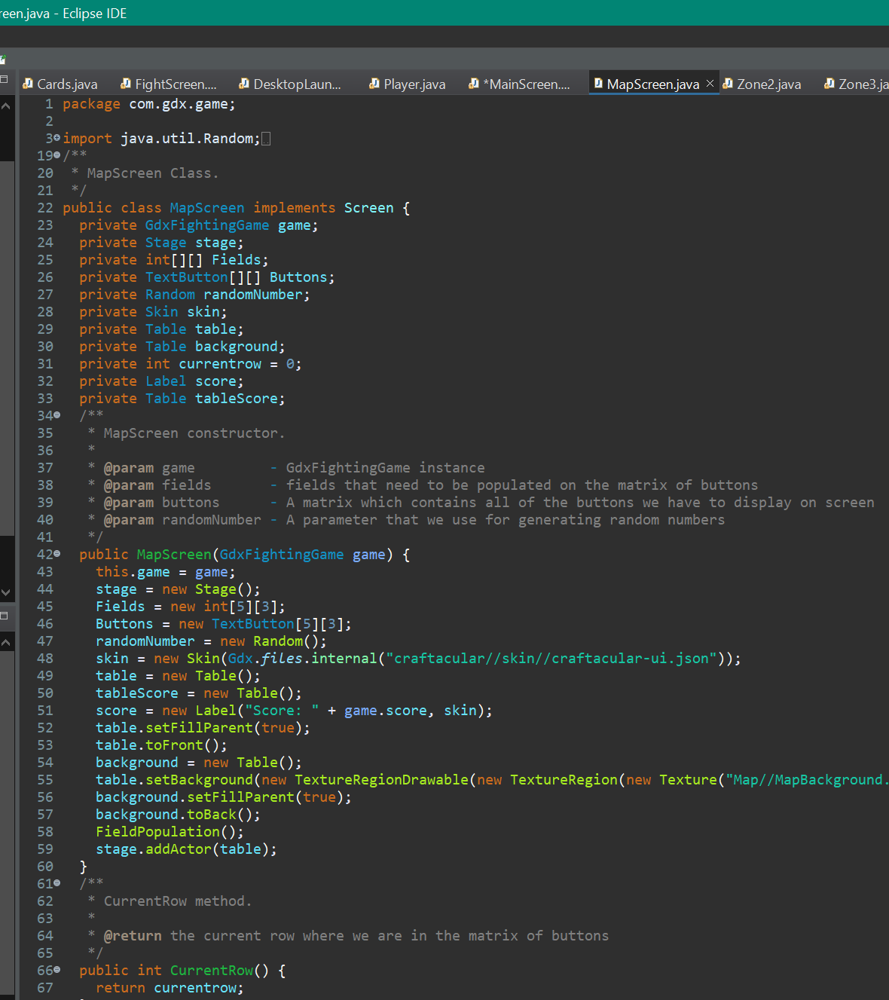 reen.java - Eclipse IDE
Cards.java FightScreen.... DesktopLaun... Player.java *MainScreen.... MapScreen.java Zone2.java Zone3.ja
1 package com.gdx.game;
2
3 import java.util.Random;
19 /**
20 * MapScreen Class.
21 */
22 public class MapScreen implements Screen {
23 private GdxFightingGame game;
24 private Stage stage;
25 private int[][] Fields;
26 private TextButton[][] Buttons;
27 private Random randomNumber;
28 private Skin skin;
29 private Table table;
30 private Table background;
31 private int currentrow = 0;
32 private Label score;
33 private Table tableScore;
34 /**
35 * MapScreen constructor.
36 *
37 * @param game - GdxFightingGame instance
38 * @param fields - fields that need to be populated on the matrix of buttons
39 * @param buttons - A matrix which contains all of the buttons we have to display on screen
40 * @param randomNumber - A parameter that we use for generating random numbers
41 */
42 public MapScreen(GdxFightingGame game) {
43 this.game = game;
44 stage = new Stage();
45 Fields = new int[5][3];
46 Buttons = new TextButton[5][3];
47 randomNumber = new Random();
48 skin = new Skin(Gdx.files.internal("craftacular//skin//craftacular-ui.json"));
49 table = new Table();
50 tableScore = new Table();
51 score = new Label("Score: " + game.score, skin);
52 table.setFillParent(true);
53 table.toFront();
54 background = new Table();
55 table.setBackground(new TextureRegionDrawable(new TextureRegion(new Texture("Map//MapBackground.
56 background.setFillParent(true);
57 background.toBack();
58 FieldPopulation();
59 stage.addActor(table);
60 }
61 /**
62 * CurrentRow method.
63 *
64 * @return the current row where we are in the matrix of buttons
65 */
66 public int CurrentRow() {
67 return currentrow;